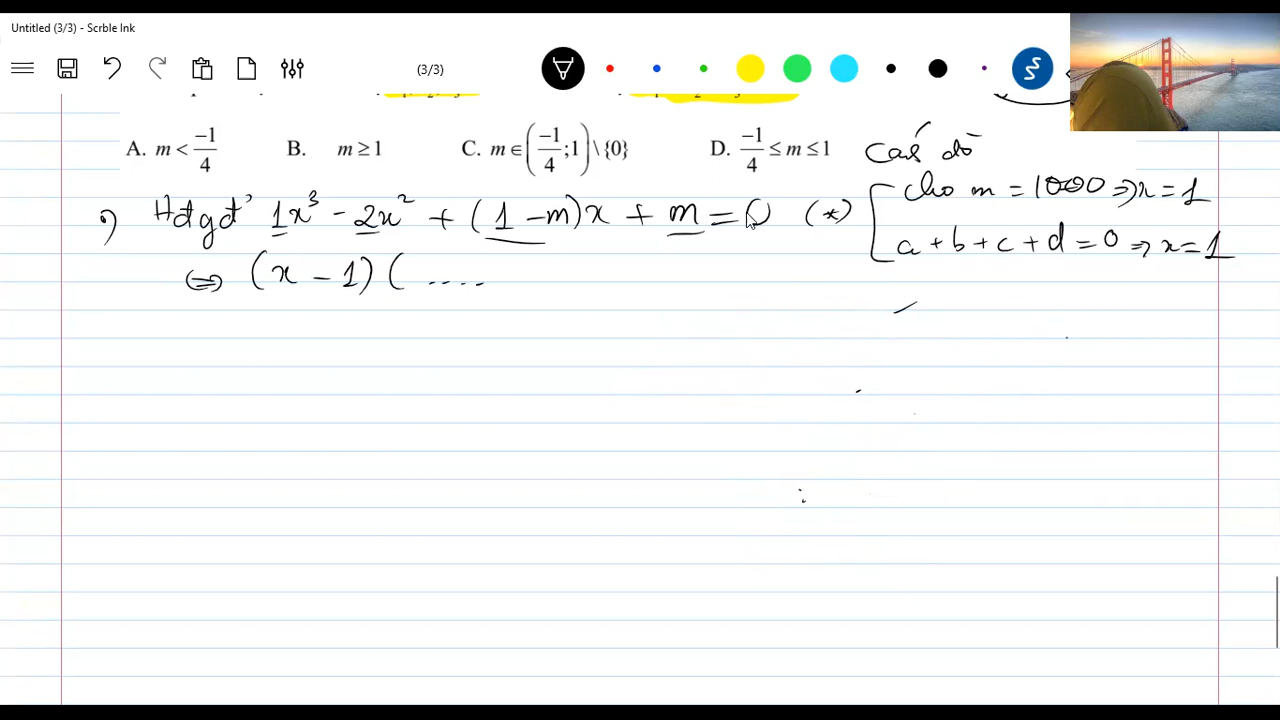 Untitled (3/3) - Scrble Ink
(3/3)
A. m < -1/4 B. m ≥ 1 C. m ∈ (-1/4; 1) \ {0} D. -1/4 ≤ m ≤ 1
Cách dò
Hđgđ 1x³ - 2x² + (1 - m)x + m = 0 (*)
cho m = 1000 ⇒ x = 1
a + b + c + d = 0 ⇒ x = 1
⇔ (x - 1)( ....